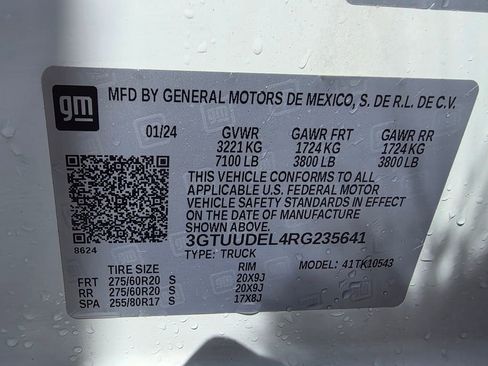 gm
MFD BY GENERAL MOTORS DE MEXICO, S. DE R.L. DE C.V.
01/24 GVWR GAWR FRT GAWR RR
3221 KG 1724 KG 1724 KG
7100 LB 3800 LB 3800 LB
THIS VEHICLE CONFORMS TO ALL
APPLICABLE U.S. FEDERAL MOTOR
VEHICLE SAFETY STANDARDS IN EFFECT
ON THE DATE OF MANUFACTURE
SHOWN ABOVE.
8624 3GTUUDEL4RG235641
TYPE: TRUCK MODEL: 41TK10543
TIRE SIZE RIM
FRT 275/60R20 S 20X9J
RR 275/60R20 S 20X9J
SPA 255/80R17 S 17X8J